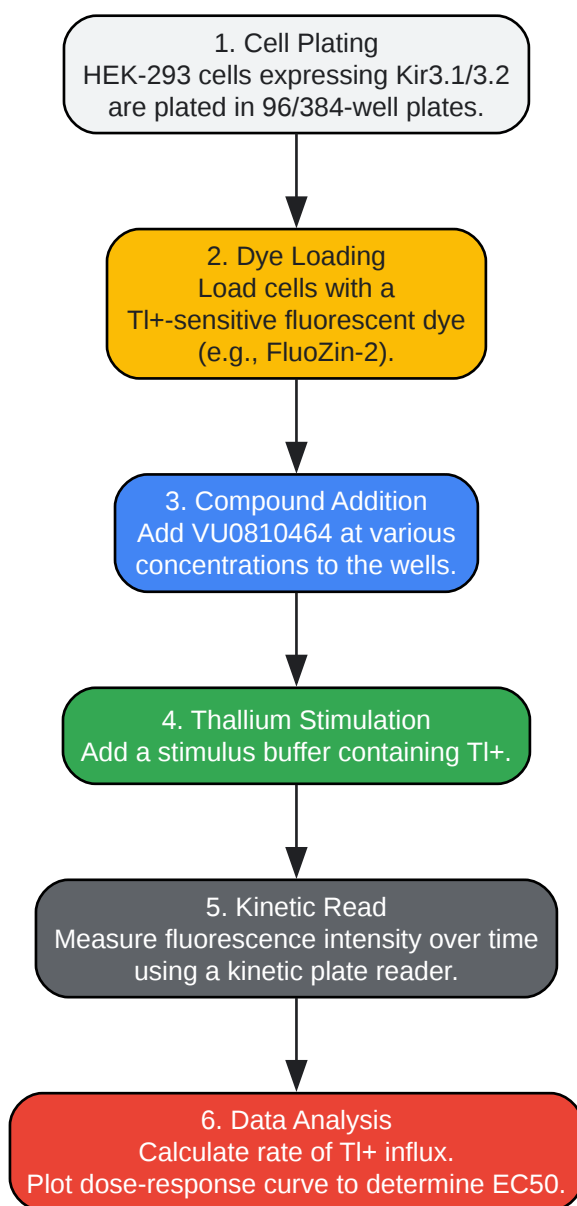 1. Cell Plating
HEK-293 cells expressing Kir3.1/3.2
are plated in 96/384-well plates.
2. Dye Loading
Load cells with a
Tl+-sensitive fluorescent dye
(e.g., FluoZin-2).
3. Compound Addition
Add VU0810464 at various
concentrations to the wells.
4. Thallium Stimulation
Add a stimulus buffer containing Tl+.
5. Kinetic Read
Measure fluorescence intensity over time
using a kinetic plate reader.
6. Data Analysis
Calculate rate of Tl+ influx.
Plot dose-response curve to determine EC50.